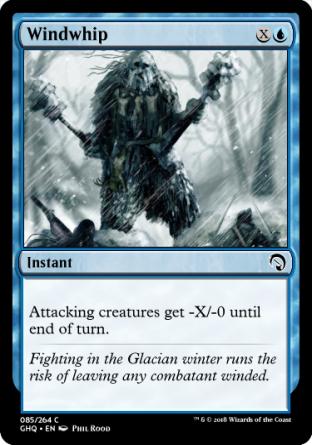 Windwhip X
Instant
Attacking creatures get -X/-0 until
end of turn.
Fighting in the Glacian winter runs the
risk of leaving any combatant winded.
085/264 C
GHQ • EN PHIL ROOD
™ & © 2018 Wizards of the Coast